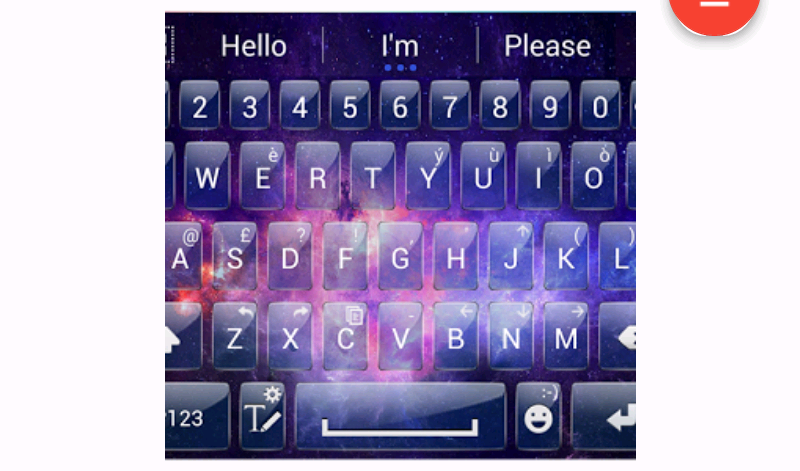 Hello I'm Please
2 3 4 5 6 7 8 9 0
è ý ù ì ò
W E R T Y U I O
@ £ ? ! ' ( )
A S D F G H J K L
-
Z X C V B N M
:-)
123 T